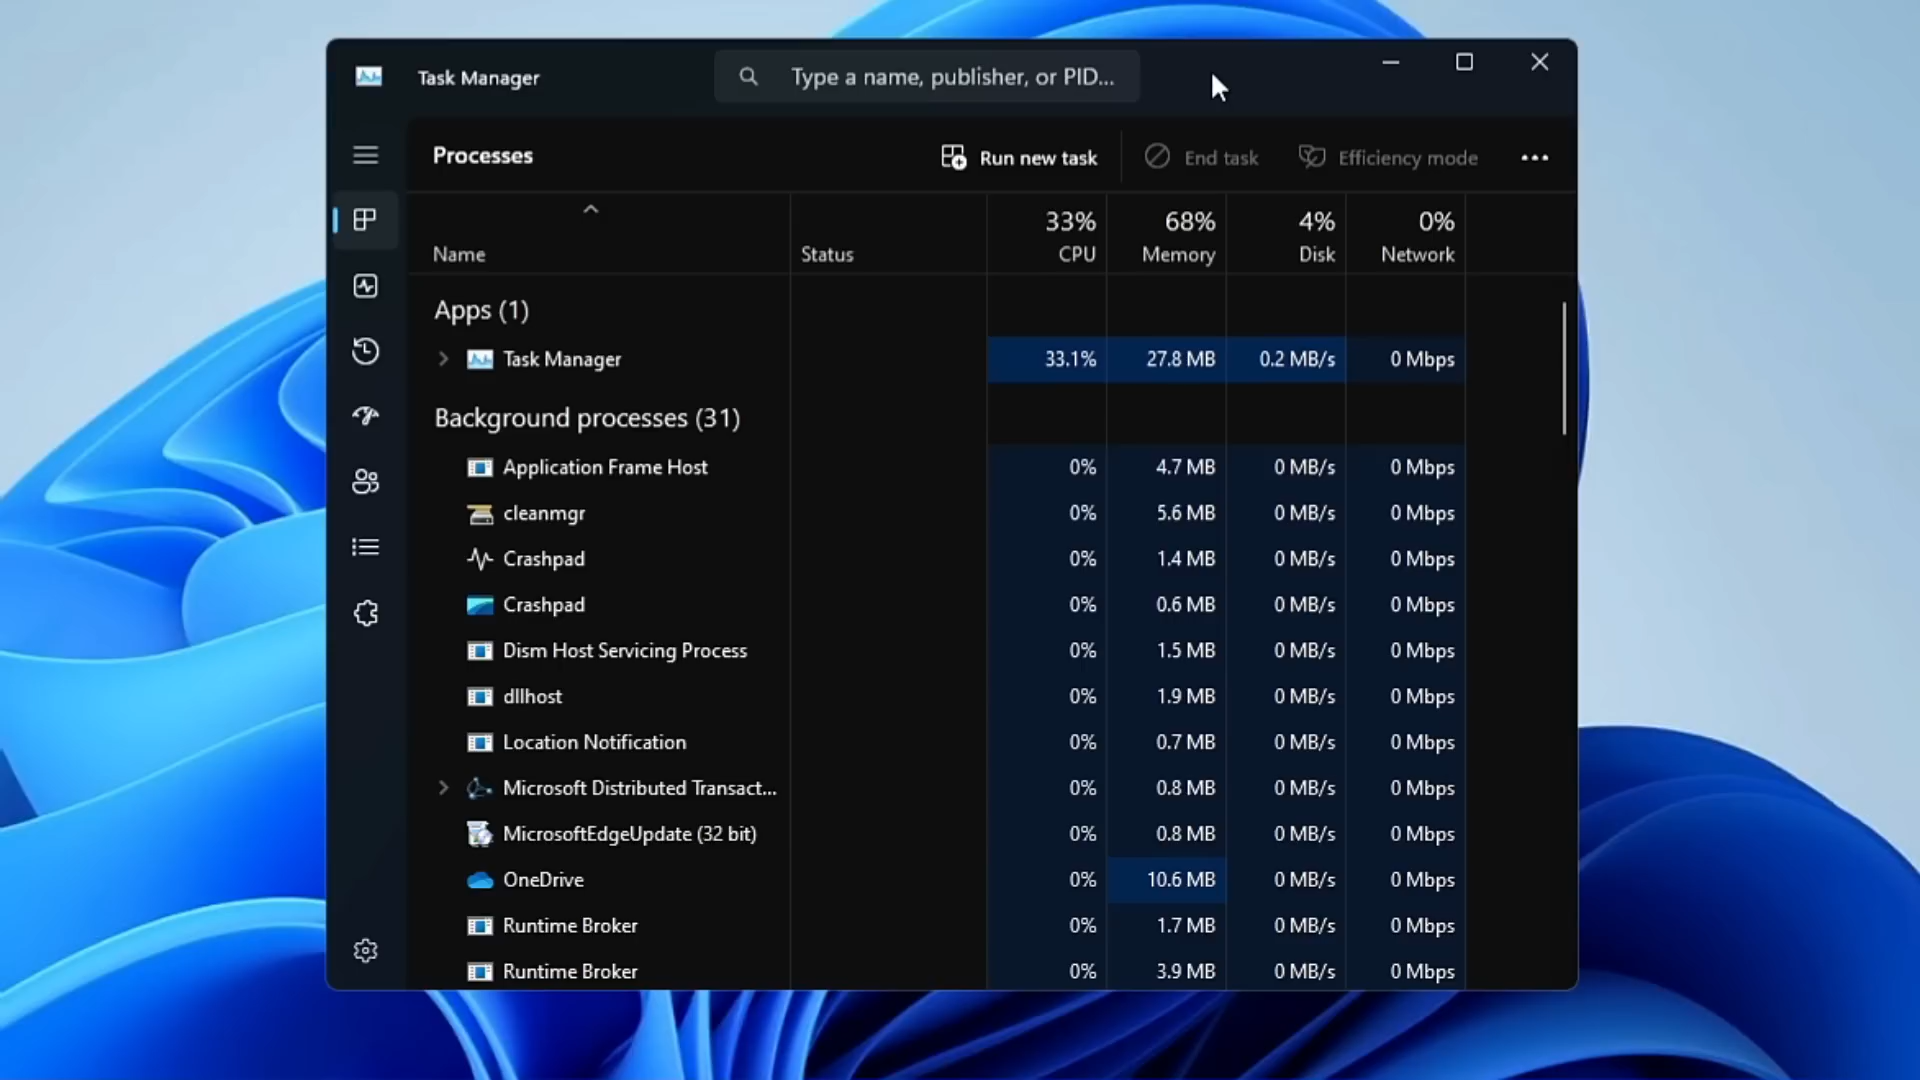 Task Manager
Type a name, publisher, or PID...
Processes
Run new task
End task
Efficiency mode
33% 68% 4% 0%
Name Status CPU Memory Disk Network
Apps (1)
Task Manager 33.1% 27.8 MB 0.2 MB/s 0 Mbps
Background processes (31)
Application Frame Host 0% 4.7 MB 0 MB/s 0 Mbps
cleanmgr 0% 5.6 MB 0 MB/s 0 Mbps
Crashpad 0% 1.4 MB 0 MB/s 0 Mbps
Crashpad 0% 0.6 MB 0 MB/s 0 Mbps
Dism Host Servicing Process 0% 1.5 MB 0 MB/s 0 Mbps
dllhost 0% 1.9 MB 0 MB/s 0 Mbps
Location Notification 0% 0.7 MB 0 MB/s 0 Mbps
Microsoft Distributed Transact... 0% 0.8 MB 0 MB/s 0 Mbps
MicrosoftEdgeUpdate (32 bit) 0% 0.8 MB 0 MB/s 0 Mbps
OneDrive 0% 10.6 MB 0 MB/s 0 Mbps
Runtime Broker 0% 1.7 MB 0 MB/s 0 Mbps
Runtime Broker 0% 3.9 MB 0 MB/s 0 Mbps